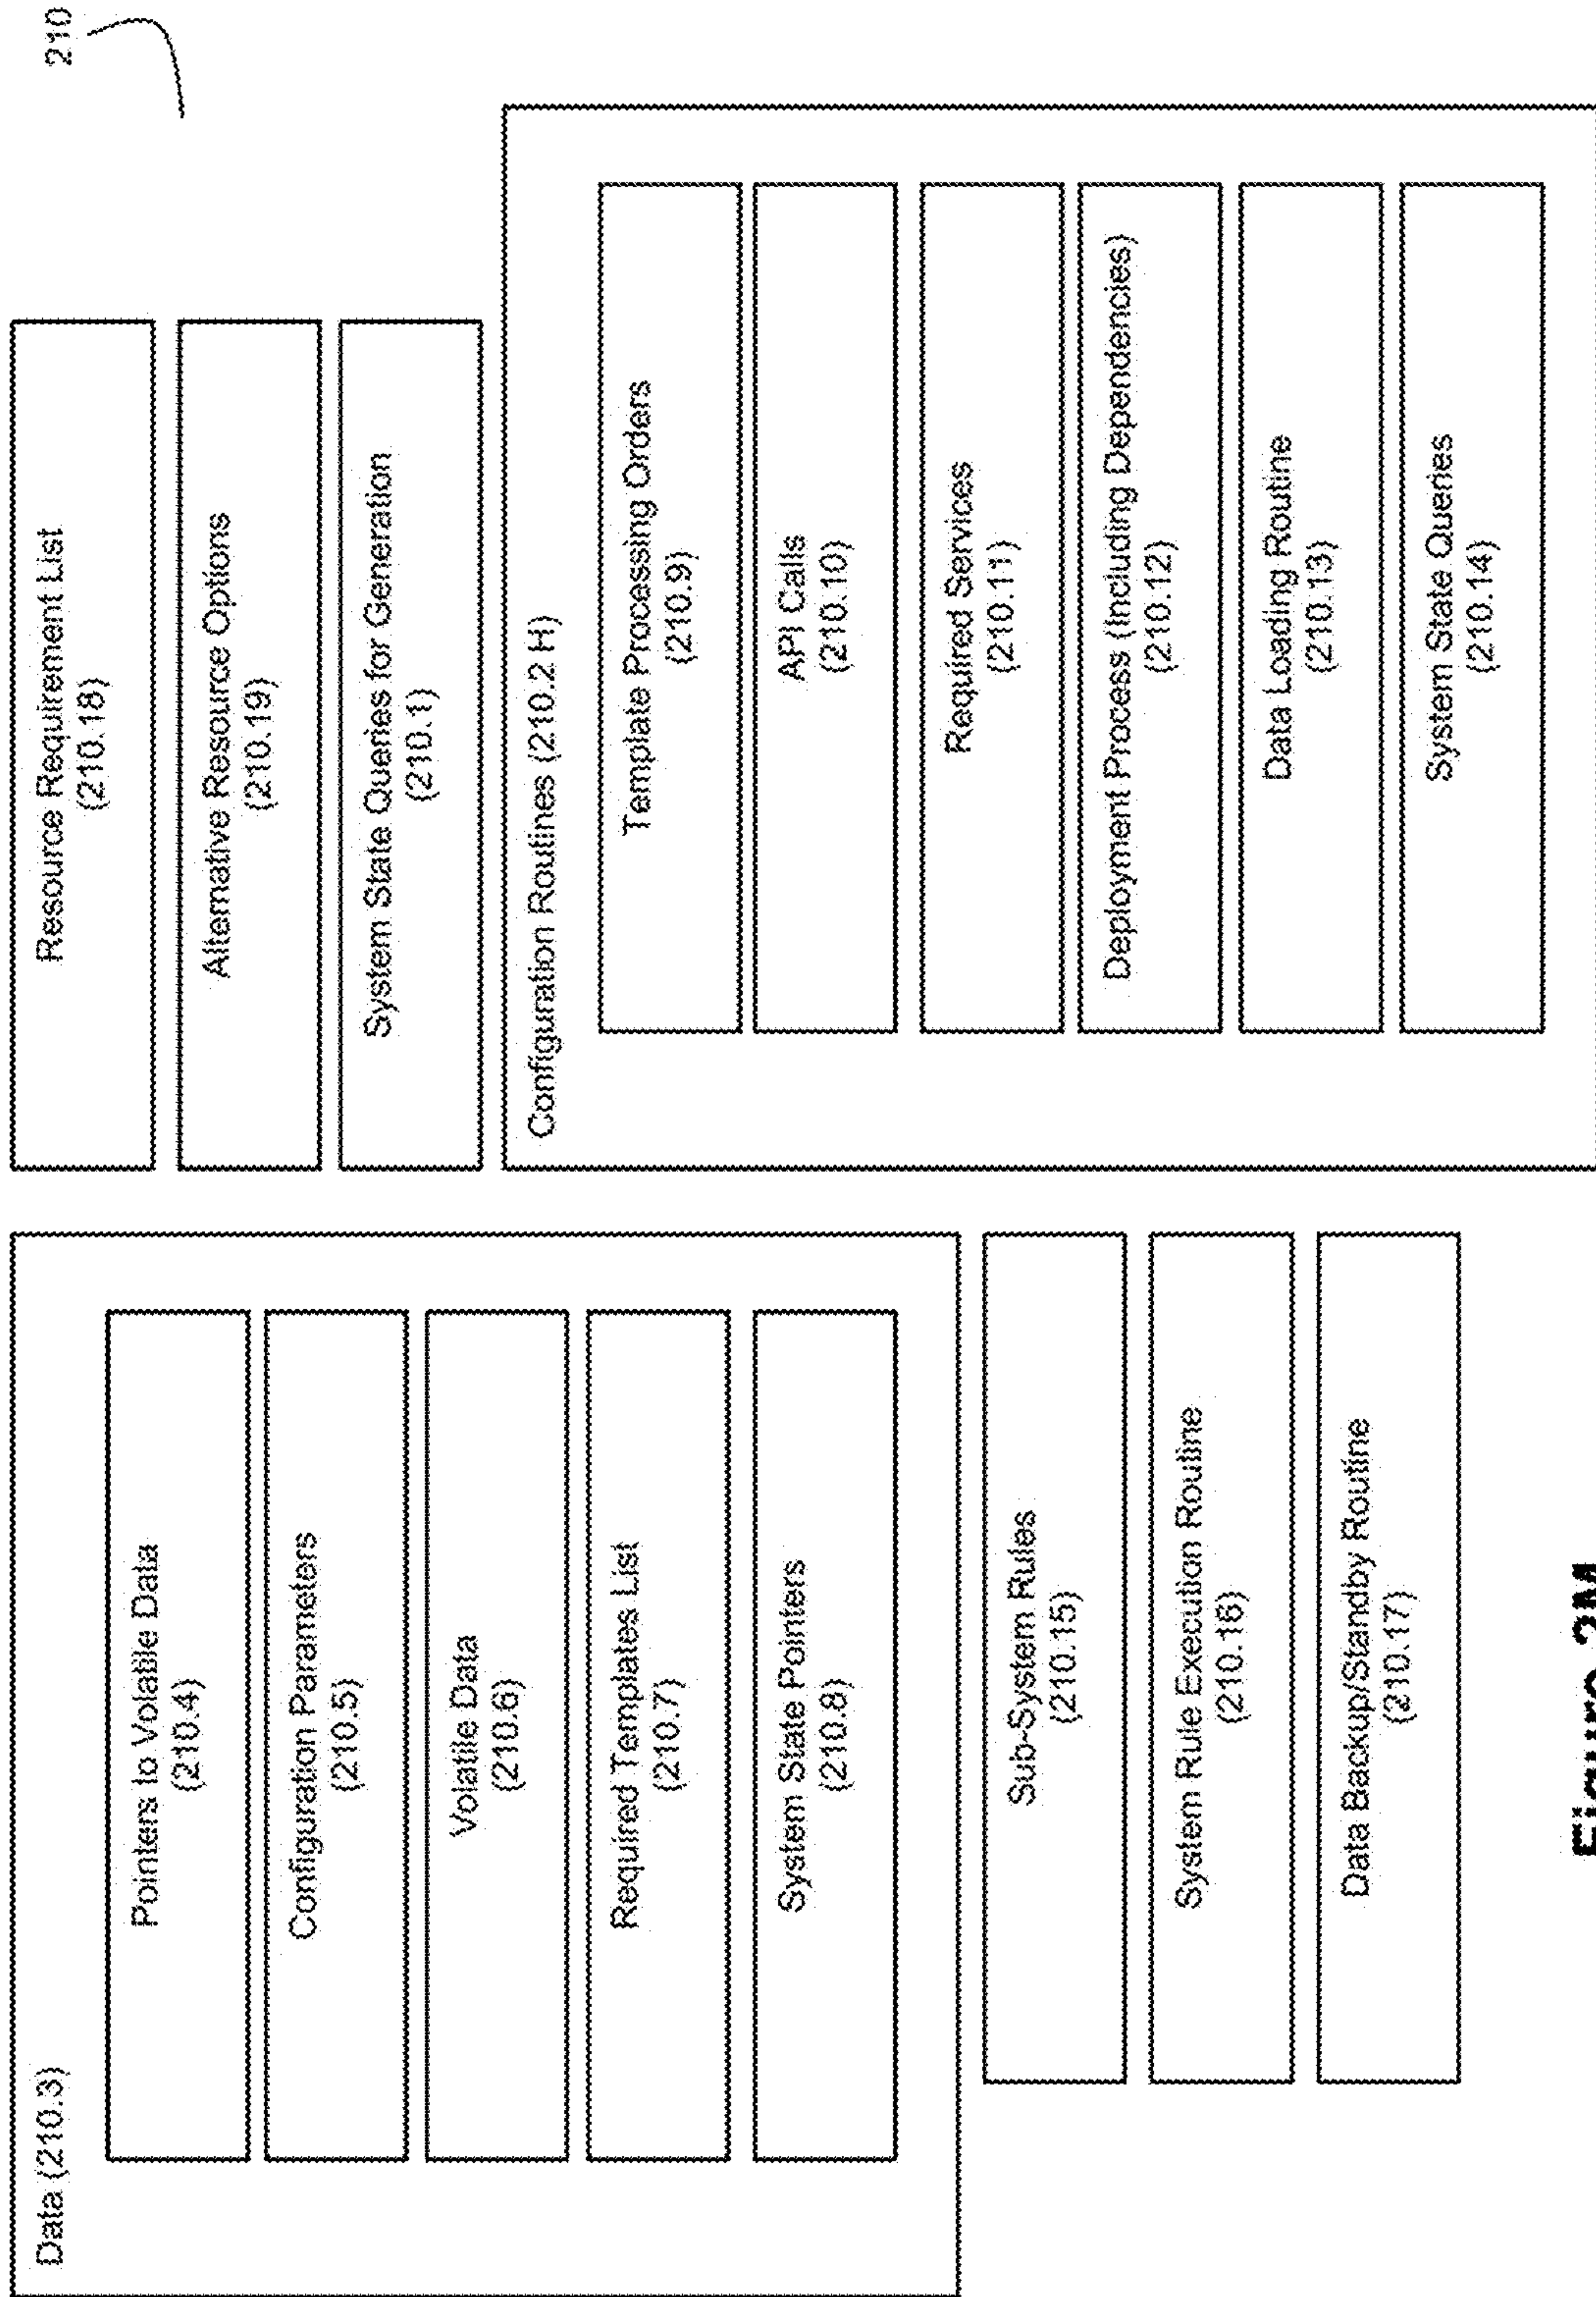 210
Data (210.3)
Pointers to Volatile Data
(210.4)
Configuration Parameters
(210.5)
Volatile Data
(210.6)
Required Templates List
(210.7)
System State Pointers
(210.8)
Sub-System Rules
(210.15)
System Rule Execution Routine
(210.16)
Data Backup/Standby Routine
(210.17)
Resource Requirement List
(210.18)
Alternative Resource Options
(210.19)
System State Queries for Generation
(210.1)
Configuration Routines (210.2 H)
Template Processing Orders
(210.9)
API Calls
(210.10)
Required Services
(210.11)
Deployment Process (Including Dependencies)
(210.12)
Data Loading Routine
(210.13)
System State Queries
(210.14)
Figure